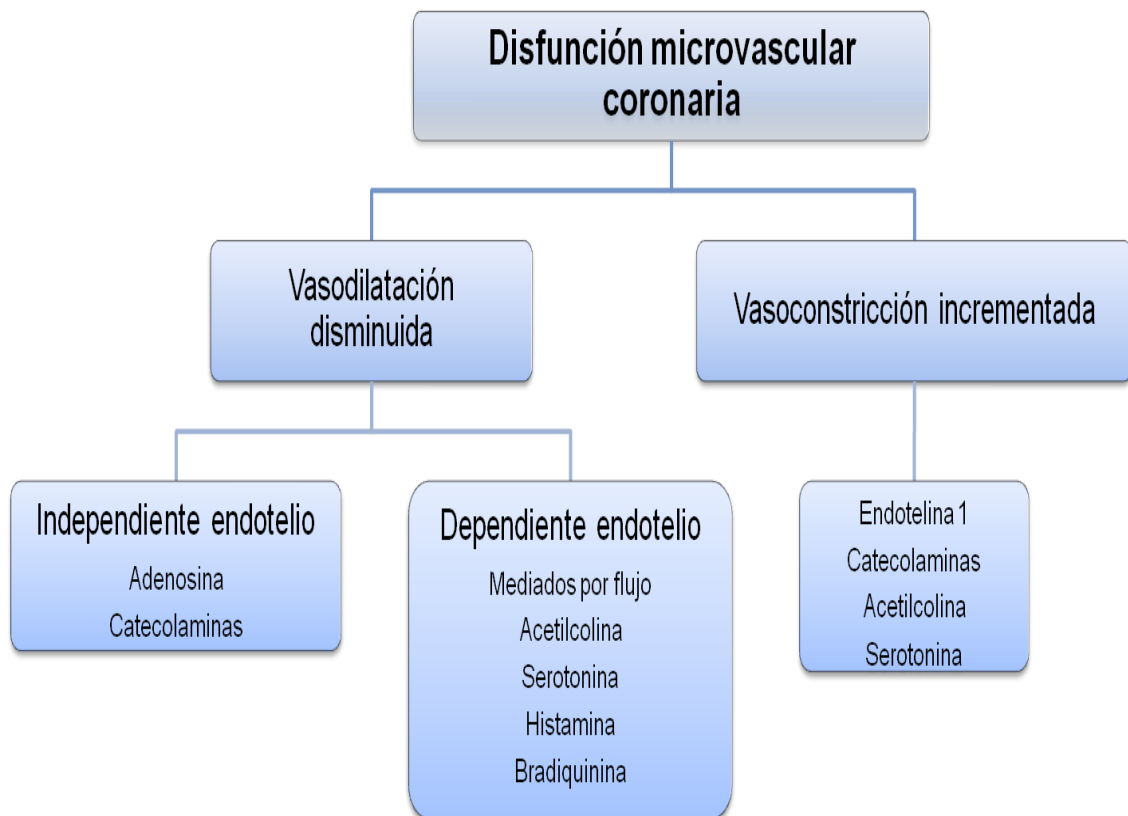 Disfunción microvascular
coronaria
Vasodilatación
disminuida
Vasoconstricción incrementada
Independiente endotelio
Adenosina
Catecolaminas
Dependiente endotelio
Mediados por flujo
Acetilcolina
Serotonina
Histamina
Bradiquinina
Endotelina 1
Catecolaminas
Acetilcolina
Serotonina